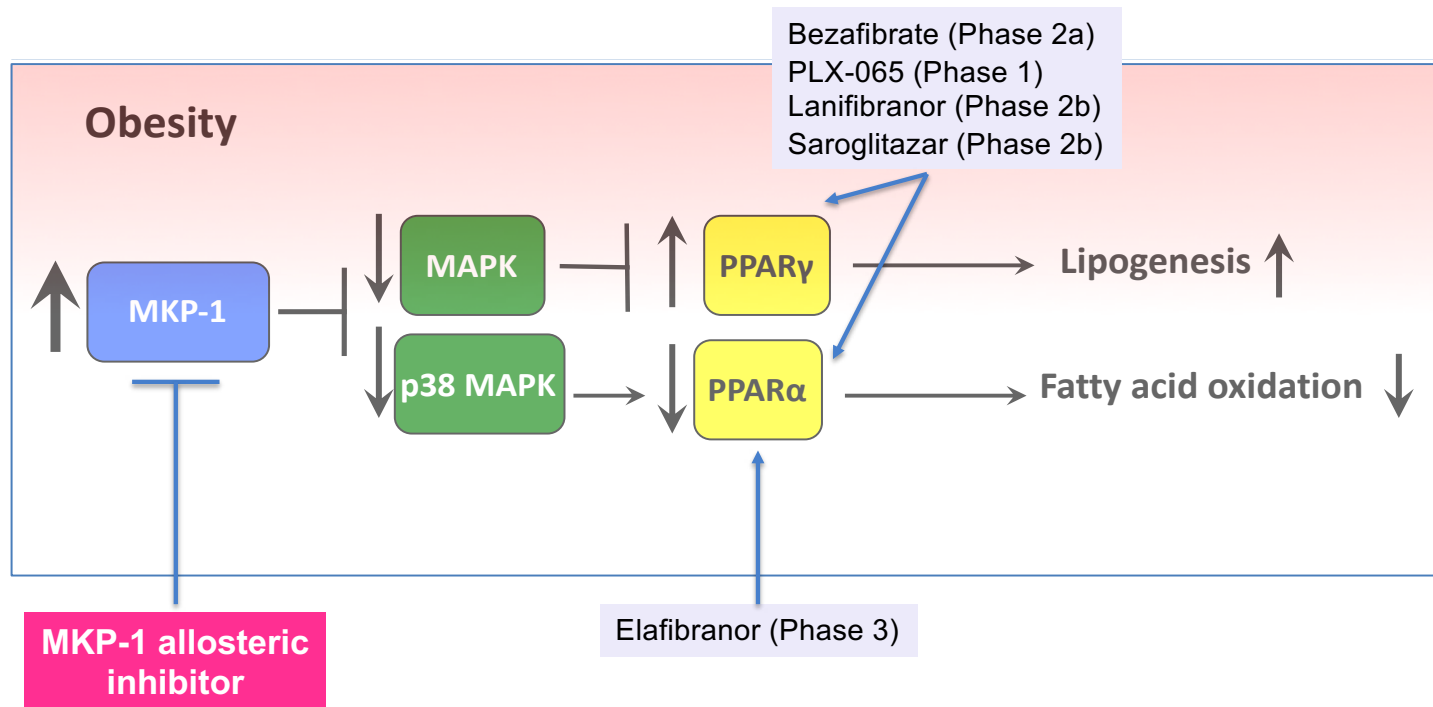 Bezafibrate (Phase 2a)
PLX-065 (Phase 1)
Lanifibranor (Phase 2b)
Saroglitazar (Phase 2b)
Obesity
MKP-1
MAPK
PPARγ
Lipogenesis
p38 MAPK
PPARα
Fatty acid oxidation
MKP-1 allosteric
inhibitor
Elafibranor (Phase 3)